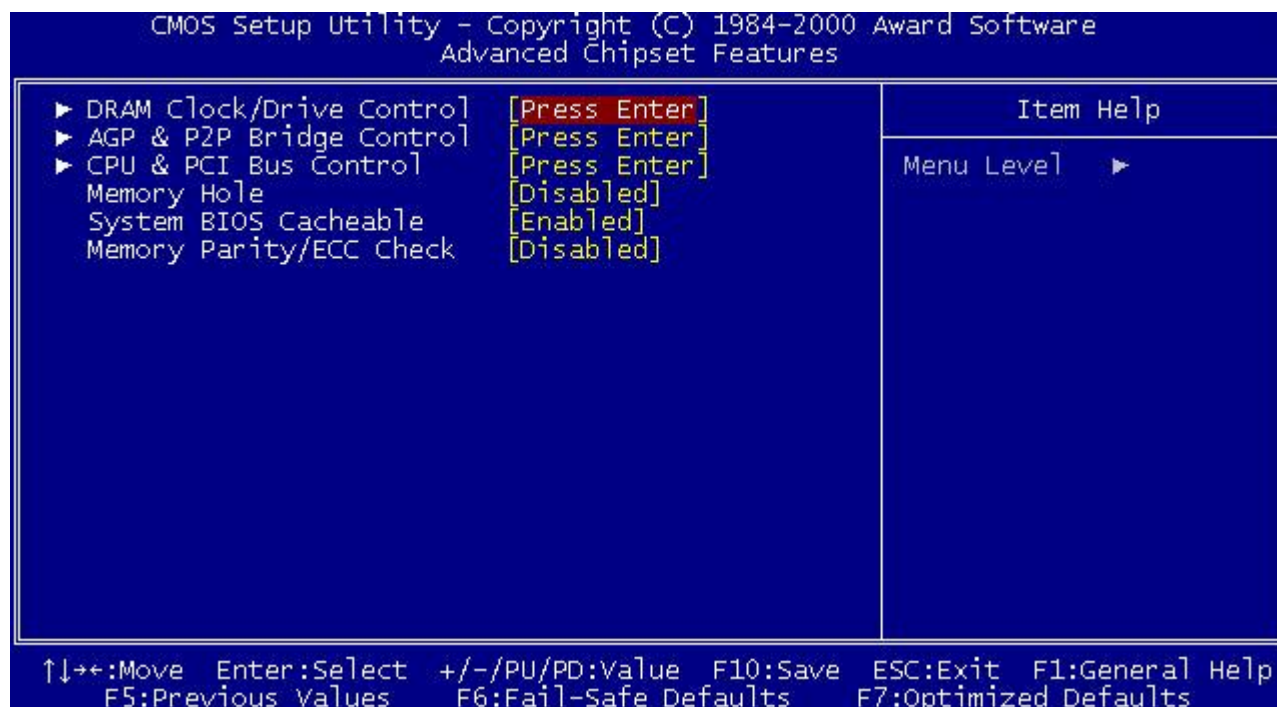 CMOS Setup Utility – Copyright (C) 1984–2000 Award Software
Advanced Chipset Features
► DRAM Clock/Drive Control [Press Enter]
► AGP & P2P Bridge Control [Press Enter]
► CPU & PCI Bus Control [Press Enter]
Memory Hole [Disabled]
System BIOS Cacheable [Enabled]
Memory Parity/ECC Check [Disabled]
Item Help
Menu Level ►
↑↓→←:Move Enter:Select +/-/PU/PD:Value F10:Save ESC:Exit F1:General Help
F5:Previous Values F6:Fail-Safe Defaults F7:Optimized Defaults